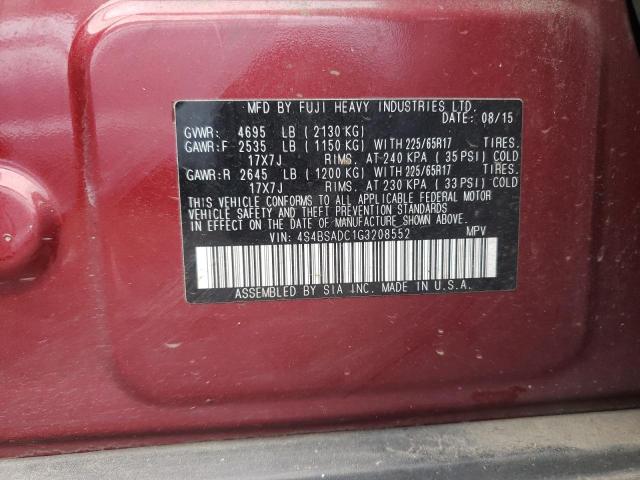 MFD BY FUJI HEAVY INDUSTRIES LTD.
DATE: 08/15
GVWR: 4695 LB (2130 KG)
GAWR:F 2535 LB (1150 KG) WITH 225/65R17 TIRES.
17X7J RIMS. AT 240 KPA (35 PSI) COLD
GAWR:R 2645 LB (1200 KG) WITH 225/65R17 TIRES.
17X7J RIMS. AT 230 KPA (33 PSI) COLD
THIS VEHICLE CONFORMS TO ALL APPLICABLE FEDERAL MOTOR
VEHICLE SAFETY AND THEFT PREVENTION STANDARDS IN
EFFECT ON THE DATE OF MANUFACTURE SHOWN ABOVE.
VIN: 4S4BSADC1G3208552 MPV
ASSEMBLED BY SIA INC. MADE IN U.S.A.